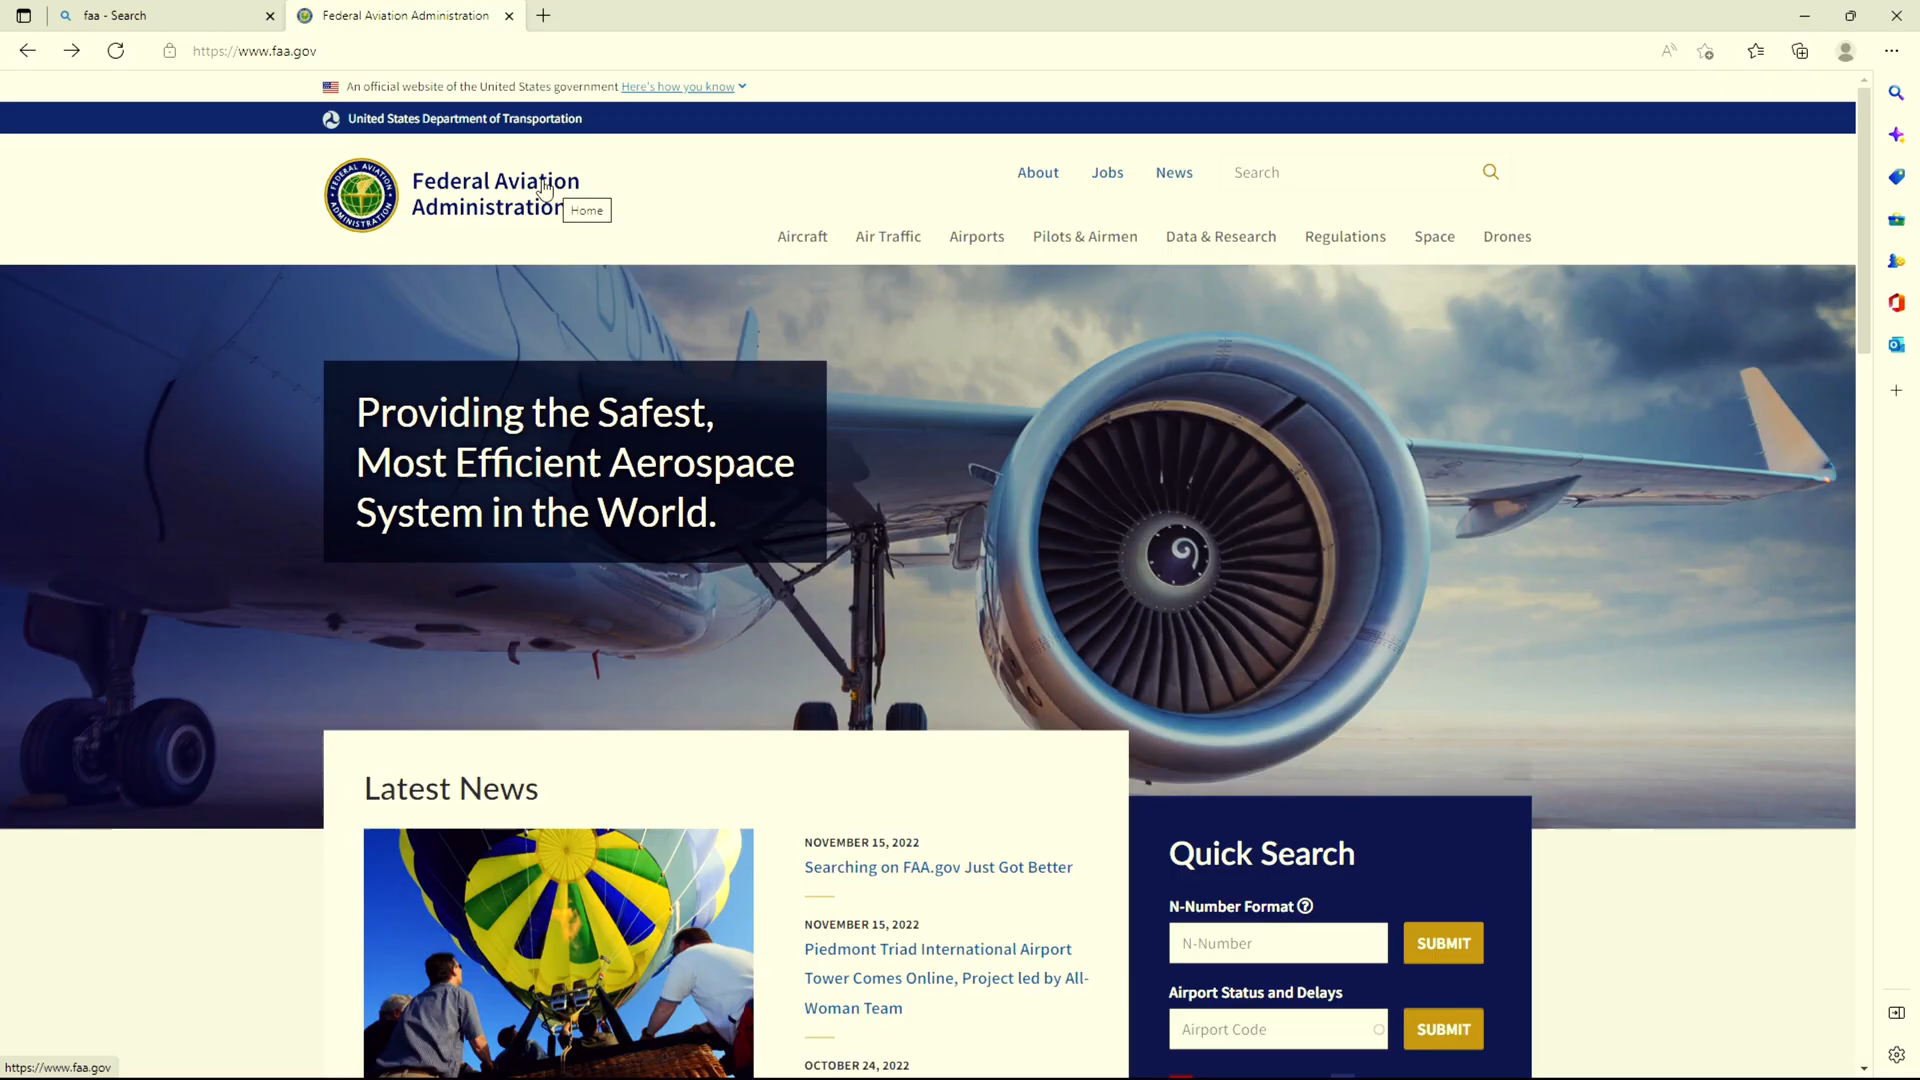 faa - Search
Federal Aviation Administration
https://www.faa.gov
An official website of the United States government Here's how you know
United States Department of Transportation
FEDERAL AVIATION ADMINISTRATION
Federal Aviation
Administration
Home
About Jobs News Search
Aircraft Air Traffic Airports Pilots & Airmen Data & Research Regulations Space Drones
Providing the Safest,
Most Efficient Aerospace
System in the World.
Latest News
NOVEMBER 15, 2022
Searching on FAA.gov Just Got Better
NOVEMBER 15, 2022
Piedmont Triad International Airport
Tower Comes Online, Project led by All-
Woman Team
OCTOBER 24, 2022
Quick Search
N-Number Format
N-Number SUBMIT
Airport Status and Delays
Airport Code SUBMIT
https://www.faa.gov